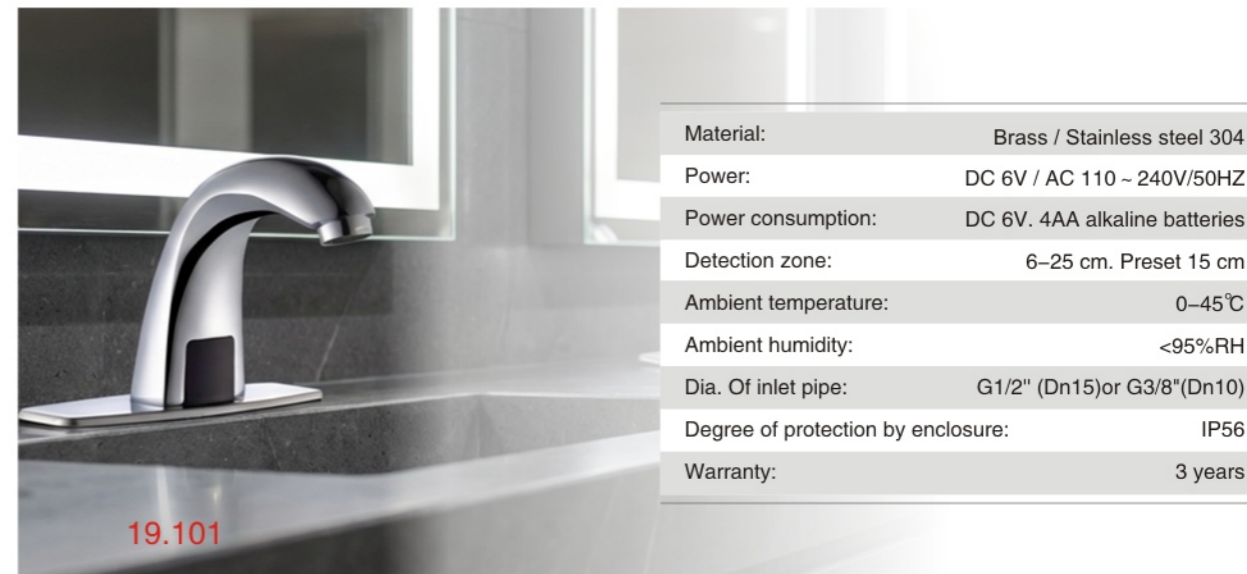 Material: Brass / Stainless steel 304
Power: DC 6V / AC 110 ~ 240V/50HZ
Power consumption: DC 6V. 4AA alkaline batteries
Detection zone: 6–25 cm. Preset 15 cm
Ambient temperature: 0–45℃
Ambient humidity: <95%RH
Dia. Of inlet pipe: G1/2" (Dn15)or G3/8"(Dn10)
Degree of protection by enclosure: IP56
Warranty: 3 years
19.101